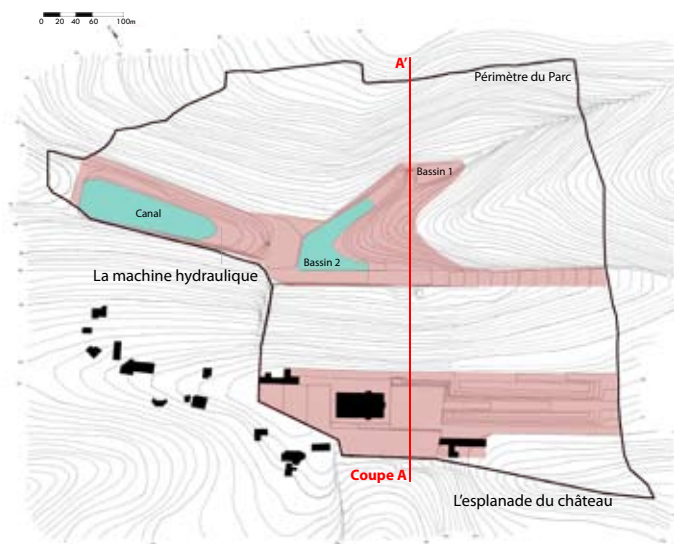 0 20 40 60 100m
A'
Périmètre du Parc
Bassin 1
Canal
Bassin 2
La machine hydraulique
Coupe A
L'esplanade du château